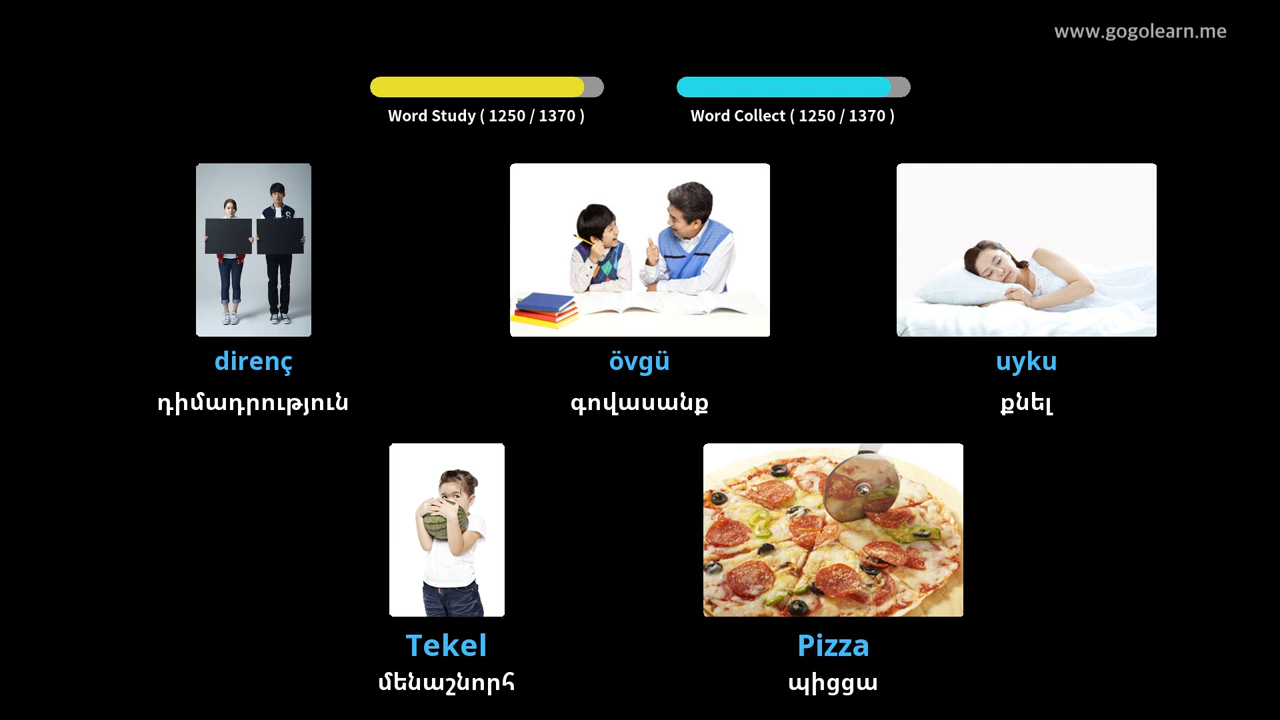 www.gogolearn.me
Word Study ( 1250 / 1370 )
Word Collect ( 1250 / 1370 )
direnç
դիմադրություն
övgü
գովասանք
uyku
քնել
Tekel
մենաշնորհ
Pizza
պիցցա